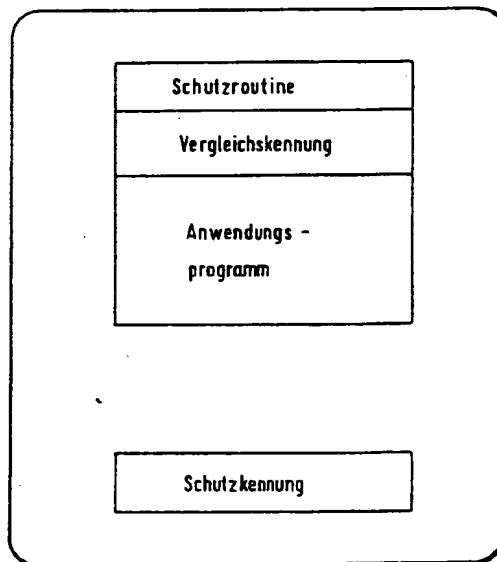 Schutzroutine
Vergleichskennung
Anwendungs -
programm
Schutzkennung